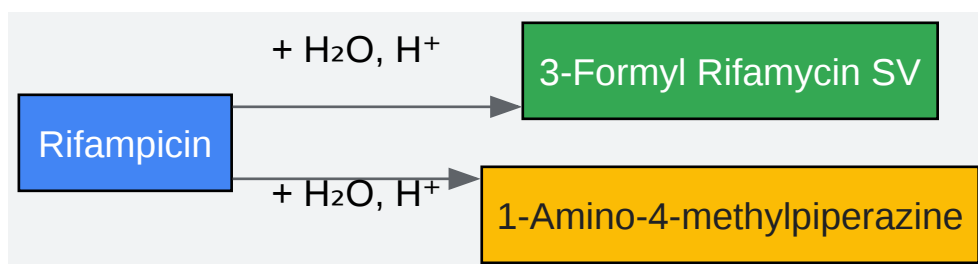 + H₂O, H⁺
3-Formyl Rifamycin SV
Rifampicin
+ H₂O, H⁺
1-Amino-4-methylpiperazine